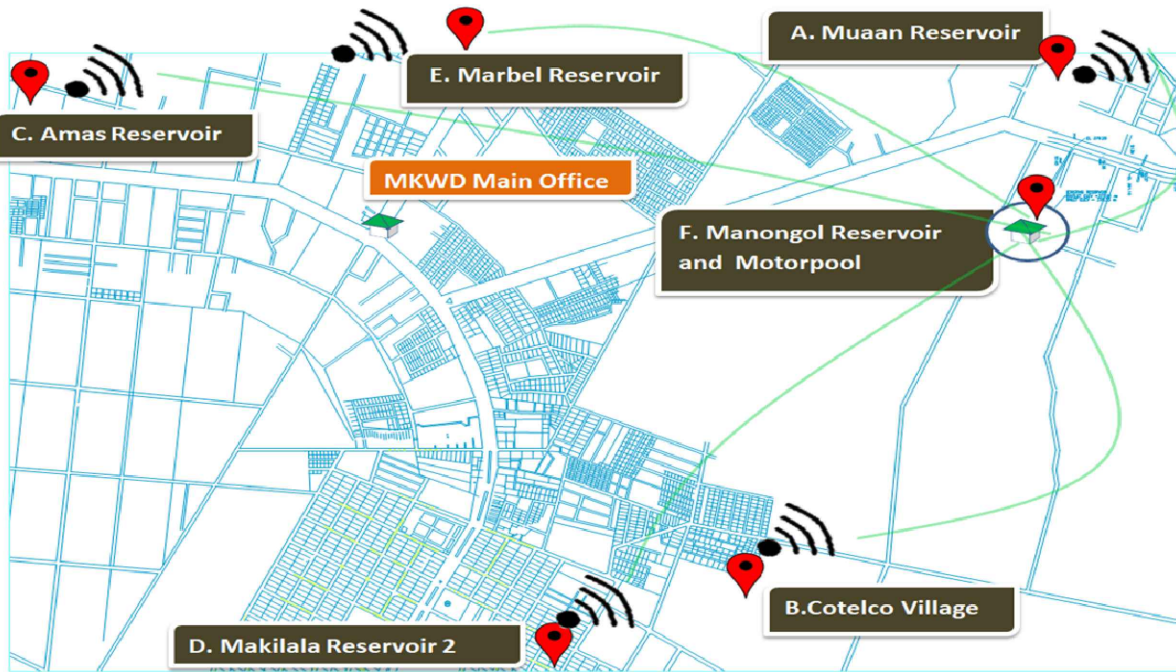 A. Muaan Reservoir
E. Marbel Reservoir
C. Amas Reservoir
MKWD Main Office
F. Manongol Reservoir
and Motorpool
B.Cotelco Village
D. Makilala Reservoir 2